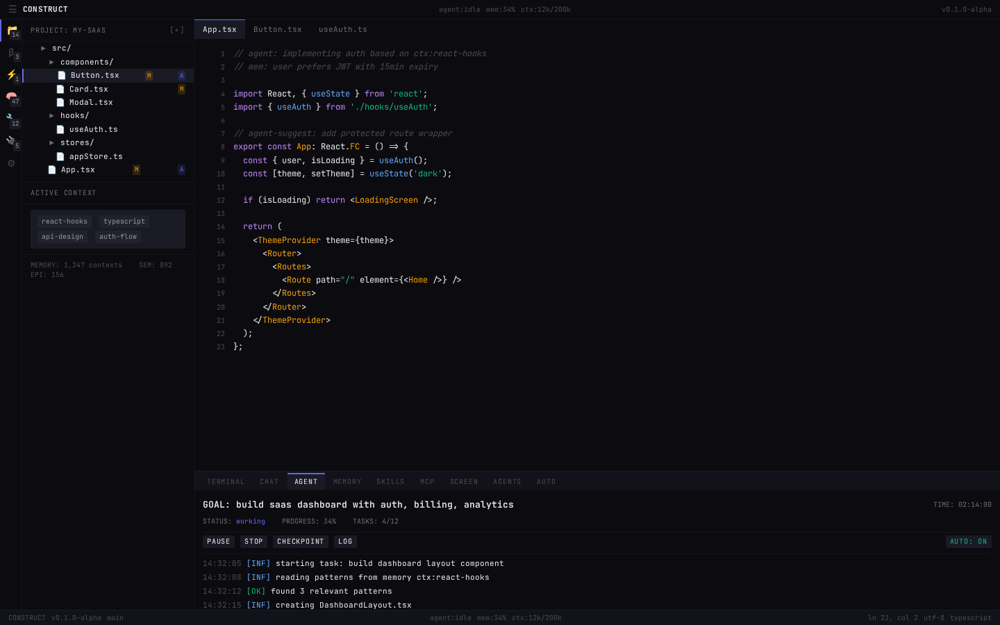 ☰ CONSTRUCT agent:idle mem:34% ctx:12k/200k v0.1.0-alpha
14
β 3
1
47
12
5
PROJECT: MY-SAAS [+]
▶ src/
▶ components/
Button.tsx M A
Card.tsx M
Modal.tsx
▶ hooks/
useAuth.ts
▶ stores/
appStore.ts
App.tsx M A
ACTIVE CONTEXT
react-hooks typescript
api-design auth-flow
MEMORY: 1,247 contexts SEM: 892
EPI: 156
App.tsx Button.tsx useAuth.ts
1 // agent: implementing auth based on ctx:react-hooks
2 // mem: user prefers JWT with 15min expiry
3
4 import React, { useState } from 'react';
5 import { useAuth } from './hooks/useAuth';
6
7 // agent-suggest: add protected route wrapper
8 export const App: React.FC = () => {
9 const { user, isLoading } = useAuth();
10 const [theme, setTheme] = useState('dark');
11
12 if (isLoading) return <LoadingScreen />;
13
14 return (
15 <ThemeProvider theme={theme}>
16 <Router>
17 <Routes>
18 <Route path="/" element={<Home />} />
19 </Routes>
20 </Router>
21 </ThemeProvider>
22 );
23 };
TERMINAL CHAT AGENT MEMORY SKILLS MCP SCREEN AGENTS AUTO
GOAL: build saas dashboard with auth, billing, analytics TIME: 02:14:00
STATUS: working PROGRESS: 34% TASKS: 4/12
PAUSE STOP CHECKPOINT LOG AUTO: ON
14:32:05 [INF] starting task: build dashboard layout component
14:32:08 [INF] reading patterns from memory ctx:react-hooks
14:32:12 [OK] found 3 relevant patterns
14:32:15 [INF] creating DashboardLayout.tsx
CONSTRUCT v0.1.0-alpha main agent:idle mem:34% ctx:12k/200k ln 23, col 2 utf-8 typescript